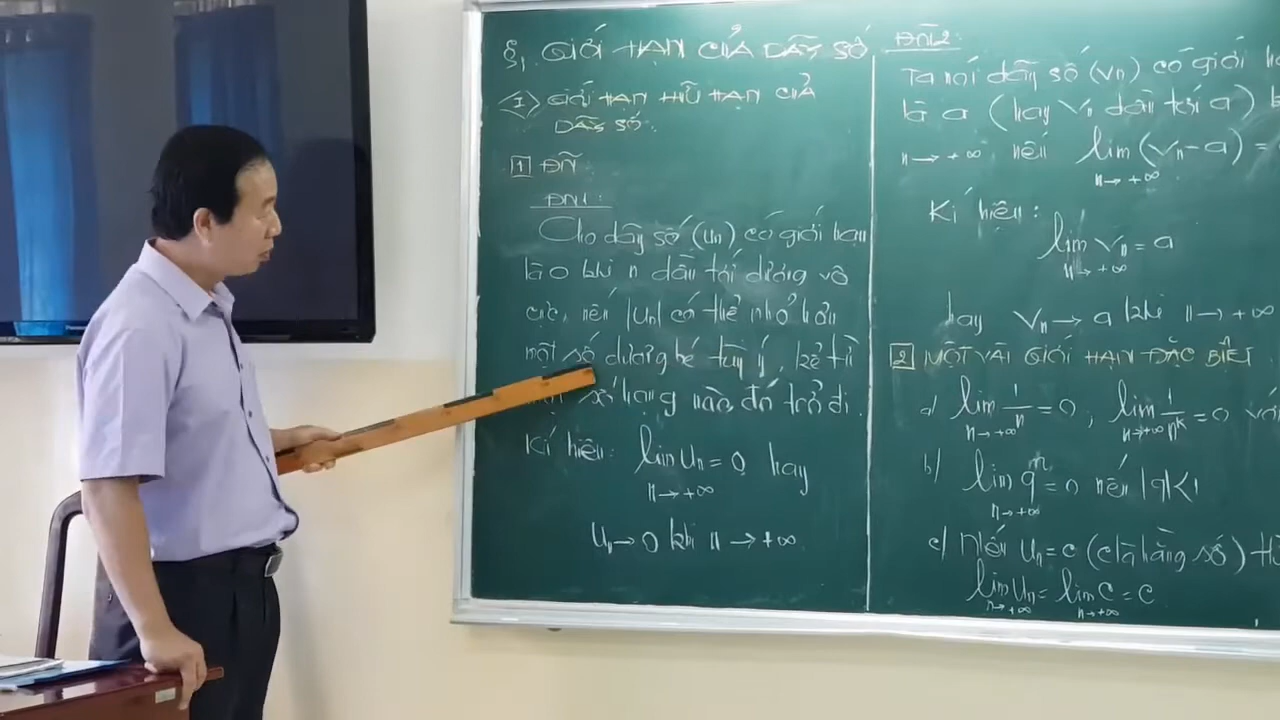 §1. GIỚI HẠN CỦA DÃY SỐ
I GIỚI HẠN HỮU HẠN CỦA
DÃY SỐ.
1 ĐN:
ĐN1:
Cho dãy số (un) có giới hạn
là 0 khi n dần tới dương vô
cực, nếu |un| có thể nhỏ hơn
một số dương bé tùy ý, kể từ
số hạng nào đó trở đi.
Kí hiệu: lim un = 0 hay
n→+∞
un → 0 khi n → +∞
ĐN2
Ta nói dãy số (vn) có giới
là a (hay vn dần tới a)
n→+∞ nếu lim (vn - a) =
n→+∞
Kí hiệu:
lim vn = a
n→+∞
hay vn → a khi n→+∞
2 MỘT VÀI GIỚI HẠN ĐẶC BIỆT
a) lim 1/n = 0 ; lim 1/n^k = 0 với
n→+∞ n→+∞
b) lim q^n = 0 nếu |q|<1
n→+∞
c) Nếu un = c (c là hằng số)
lim un = lim c = c
n→+∞ n→+∞